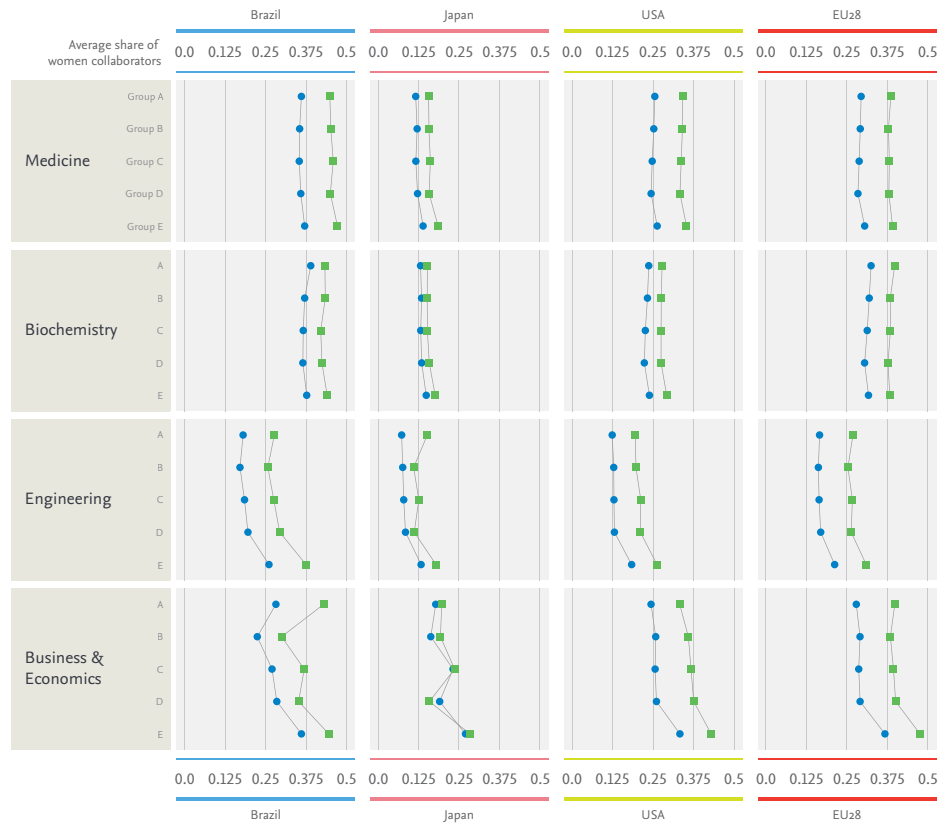 Brazil Japan USA EU28
Average share of
women collaborators
0.0 0.125 0.25 0.375 0.5 0.0 0.125 0.25 0.375 0.5 0.0 0.125 0.25 0.375 0.5 0.0 0.125 0.25 0.375 0.5
Medicine
Group A
Group B
Group C
Group D
Group E
Biochemistry
A
B
C
D
E
Engineering
A
B
C
D
E
Business &
Economics
A
B
C
D
E
0.0 0.125 0.25 0.375 0.5 0.0 0.125 0.25 0.375 0.5 0.0 0.125 0.25 0.375 0.5 0.0 0.125 0.25 0.375 0.5
Brazil Japan USA EU28